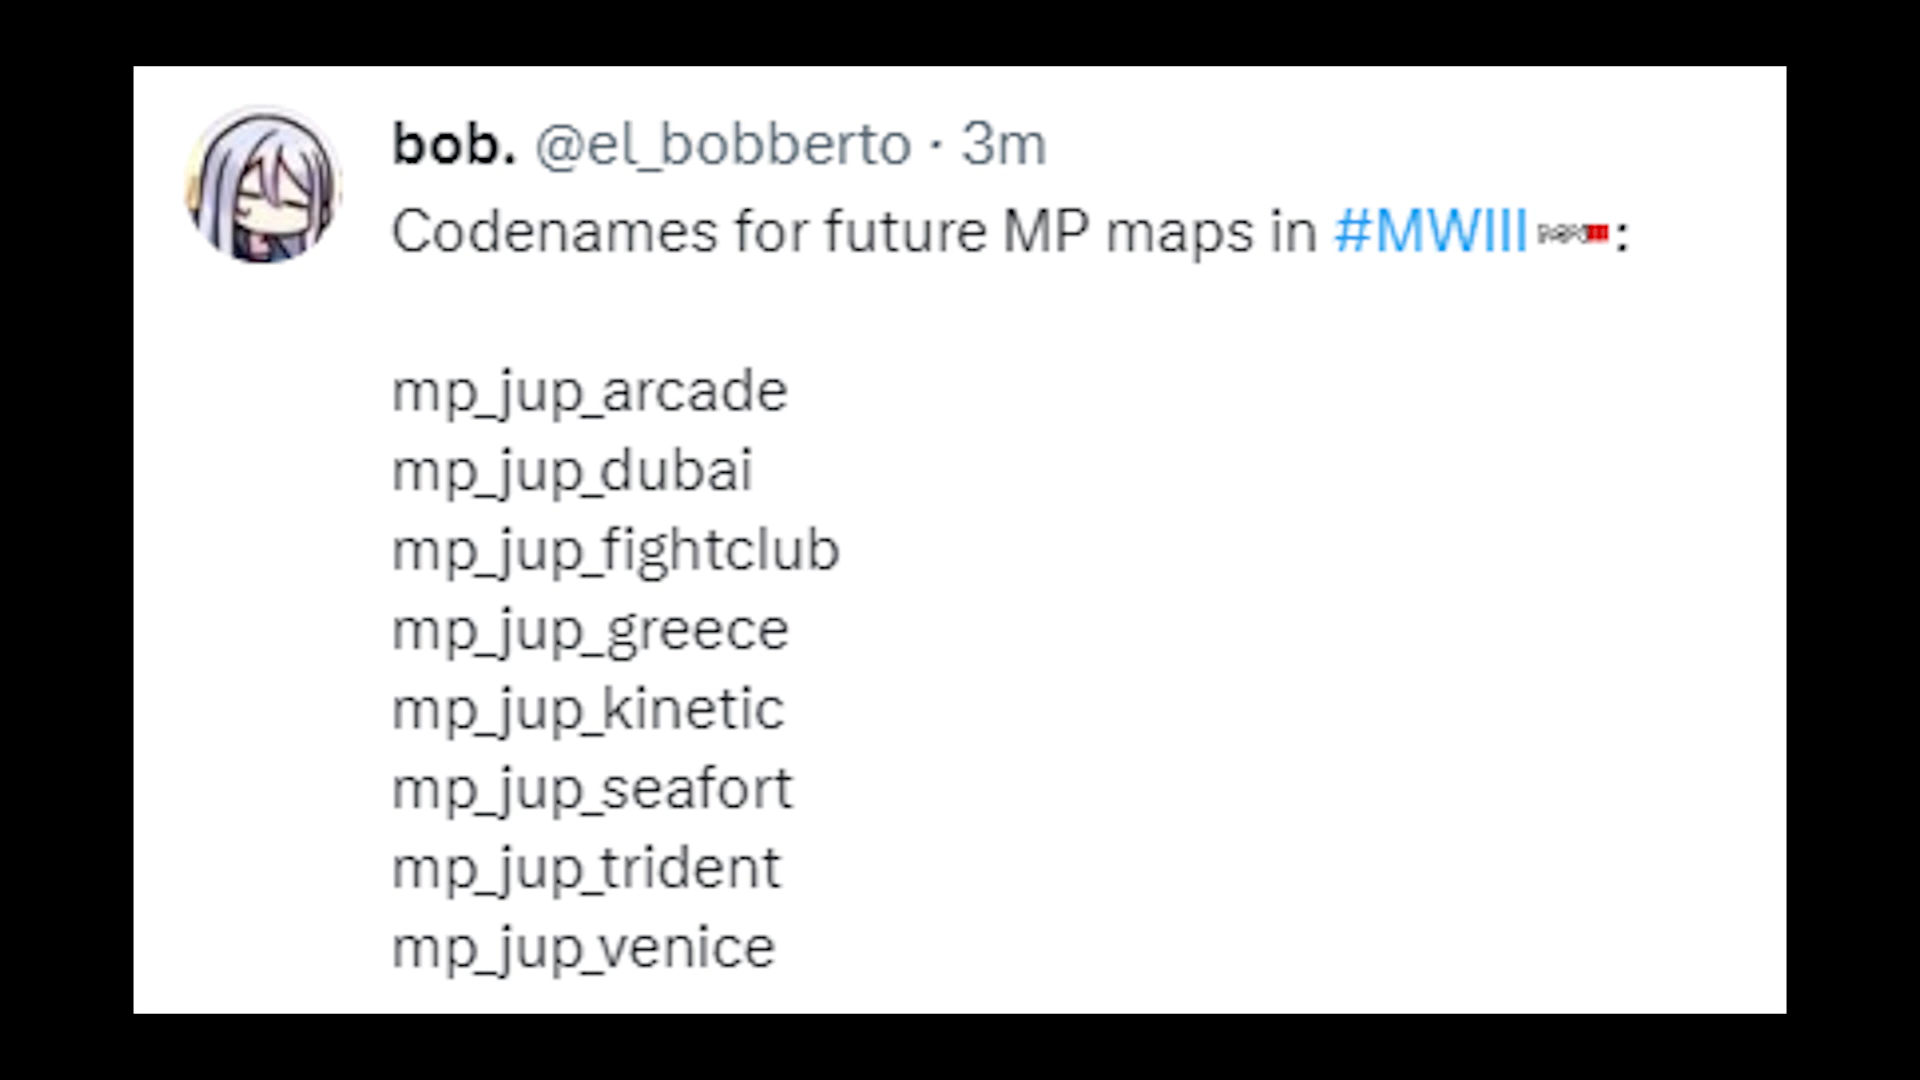 bob. @el_bobberto · 3m
Codenames for future MP maps in #MWIII :
mp_jup_arcade
mp_jup_dubai
mp_jup_fightclub
mp_jup_greece
mp_jup_kinetic
mp_jup_seafort
mp_jup_trident
mp_jup_venice